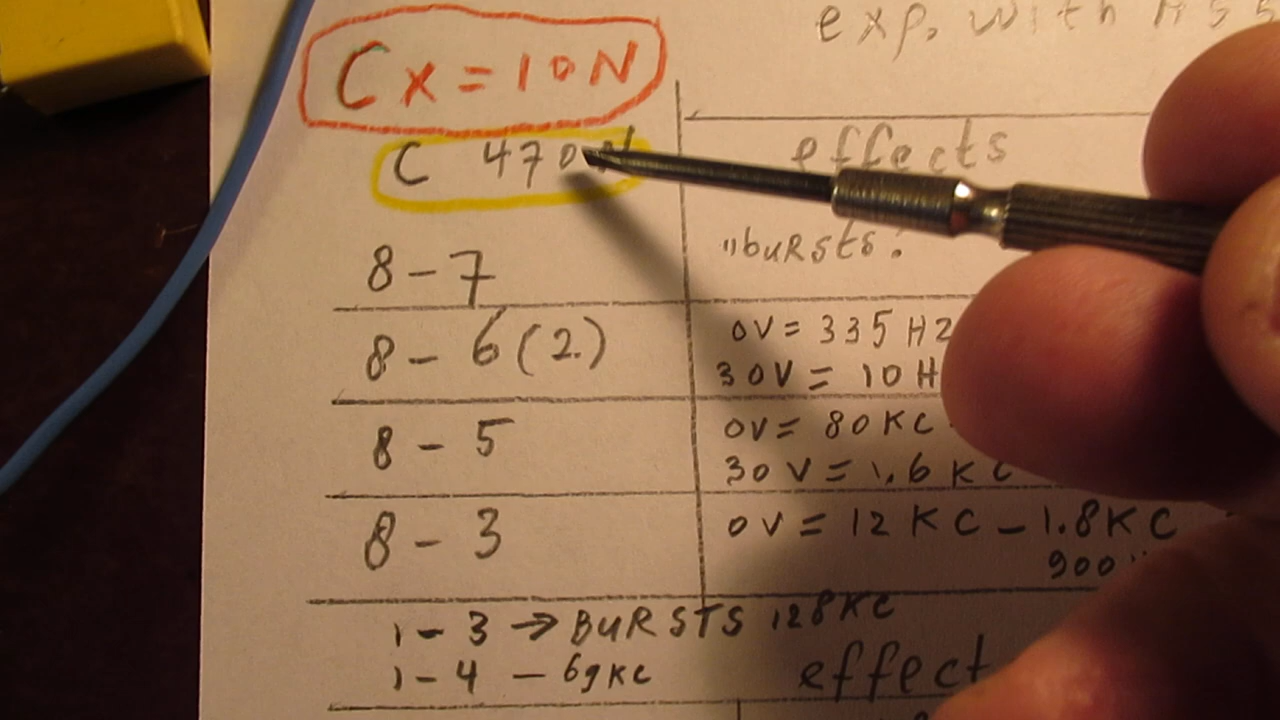 exp. with
Cx = 10N
C 470
effects
8 - 7
"bursts:
8 - 6 (2.)
0V = 335 HZ
30V = 10 H
8 - 5
0V = 80 KC
30V = 1,6 KC
8 - 3
0V = 12 KC - 1.8 KC
900 "
1 - 3 → BuRSTS 128KC
1 - 4 - 69KC
effect